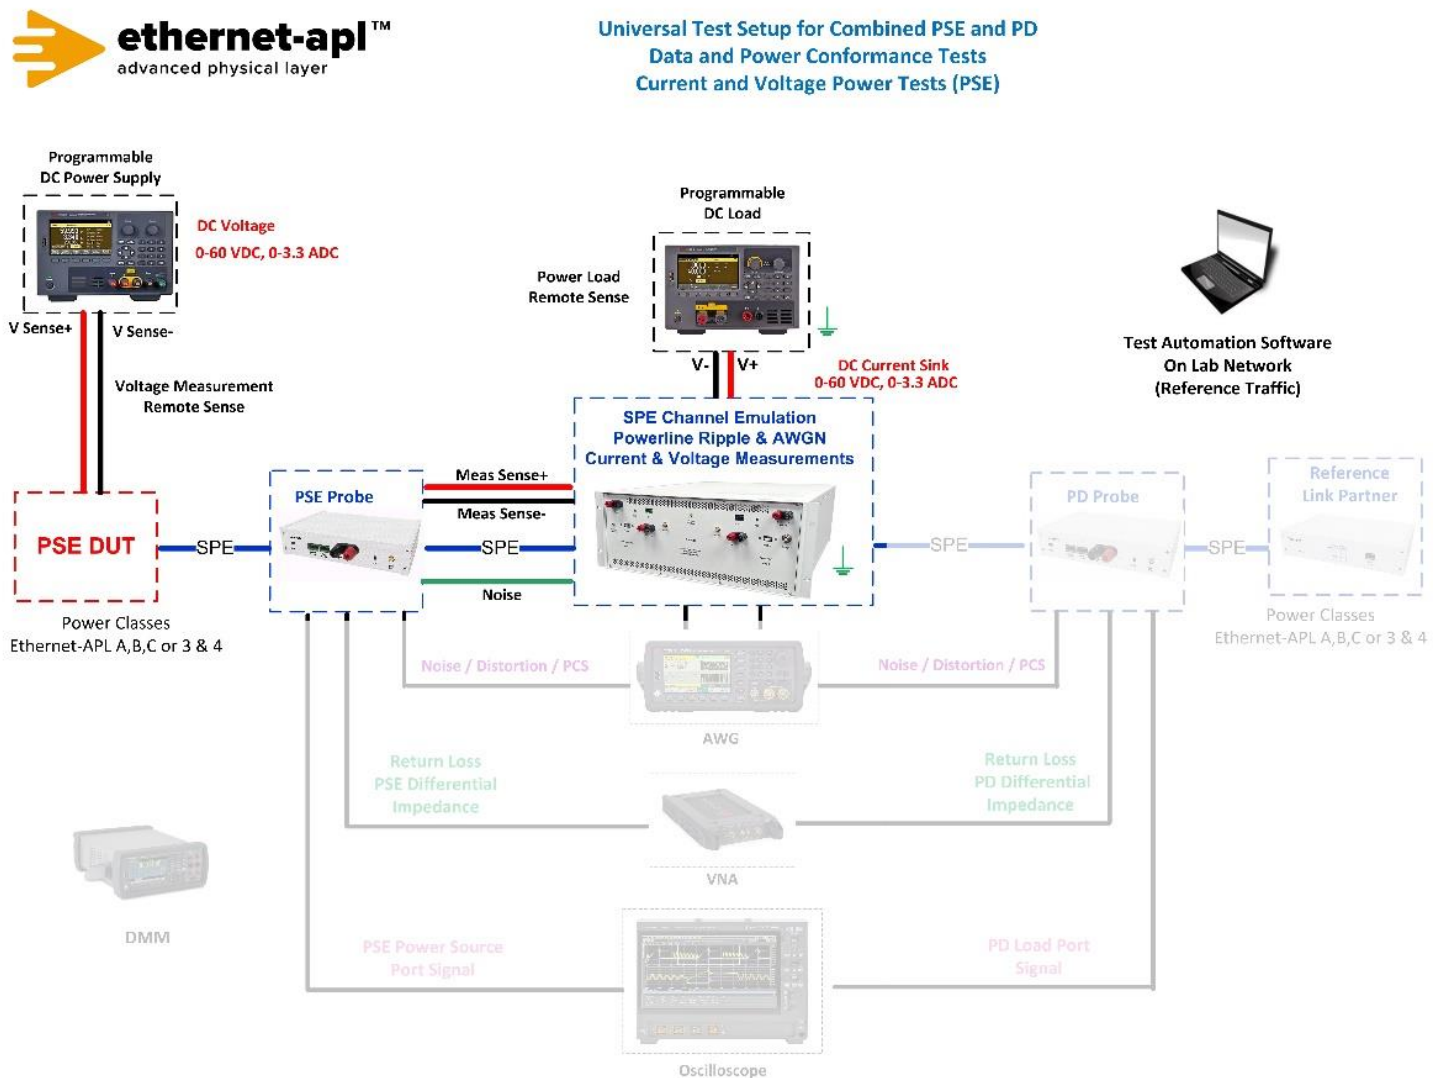 ethernet-apl™
advanced physical layer
Universal Test Setup for Combined PSE and PD
Data and Power Conformance Tests
Current and Voltage Power Tests (PSE)
Programmable
DC Power Supply
DC Voltage
0-60 VDC, 0-3.3 ADC
V Sense+
V Sense-
Voltage Measurement
Remote Sense
Programmable
DC Load
Power Load
Remote Sense
V-
V+
DC Current Sink
0-60 VDC, 0-3.3 ADC
Test Automation Software
On Lab Network
(Reference Traffic)
SPE Channel Emulation
Powerline Ripple & AWGN
Current & Voltage Measurements
PSE DUT
SPE
PSE Probe
Meas Sense+
Meas Sense-
SPE
Noise
SPE
PD Probe
SPE
Reference
Link Partner
Power Classes
Ethernet-APL A,B,C or 3 & 4
Power Classes
Ethernet-APL A,B,C or 3 & 4
Noise / Distortion / PCS
Noise / Distortion / PCS
AWG
Return Loss
PSE Differential
Impedance
Return Loss
PD Differential
Impedance
VNA
DMM
PSE Power Source
Port Signal
PD Load Port
Signal
Oscilloscope